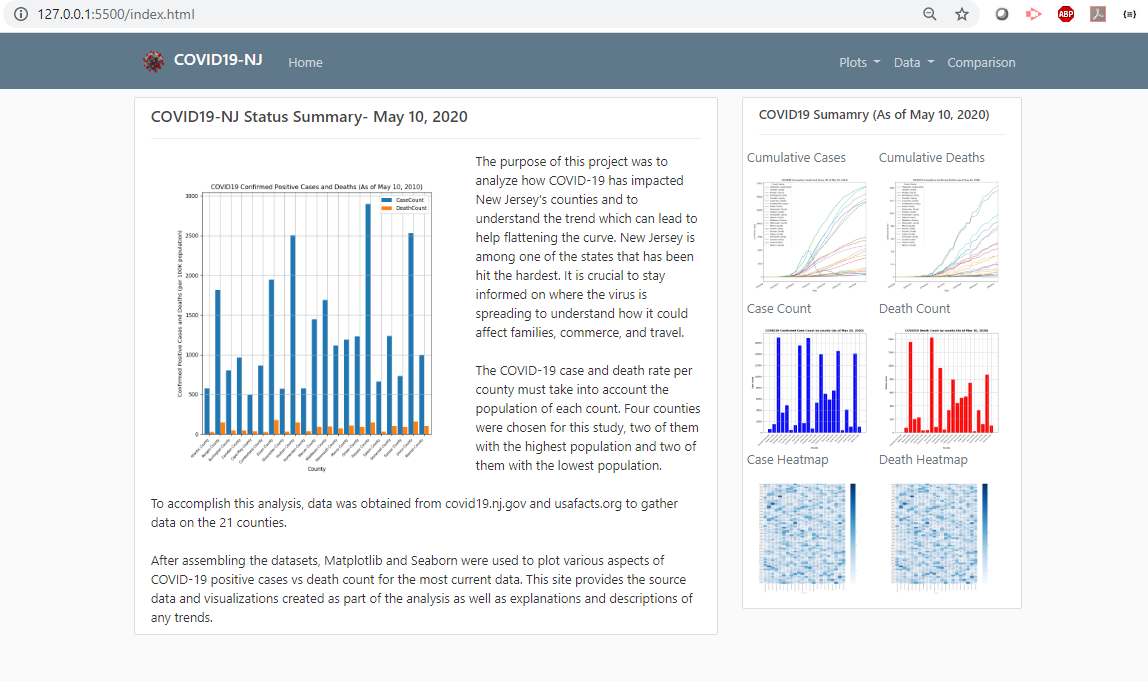 127.0.0.1:5500/index.html
ABP
COVID19-NJ
Home
Plots
Data
Comparison
COVID19-NJ Status Summary- May 10, 2020
COVID19 Confirmed Positive Cases and Deaths (As of May 10, 2010)
CaseCount
DeathCount
Confirmed Positive Cases and Deaths (per 100K population)
3000
2500
2000
1500
1000
500
0
County
The purpose of this project was to
analyze how COVID-19 has impacted
New Jersey's counties and to
understand the trend which can lead to
help flattening the curve. New Jersey is
among one of the states that has been
hit the hardest. It is crucial to stay
informed on where the virus is
spreading to understand how it could
affect families, commerce, and travel.
The COVID-19 case and death rate per
county must take into account the
population of each count. Four counties
were chosen for this study, two of them
with the highest population and two of
them with the lowest population.
To accomplish this analysis, data was obtained from covid19.nj.gov and usafacts.org to gather
data on the 21 counties.
After assembling the datasets, Matplotlib and Seaborn were used to plot various aspects of
COVID-19 positive cases vs death count for the most current data. This site provides the source
data and visualizations created as part of the analysis as well as explanations and descriptions of
any trends.
COVID19 Sumamry (As of May 10, 2020)
Cumulative Cases
Cumulative Deaths
Case Count
Death Count
Case Heatmap
Death Heatmap